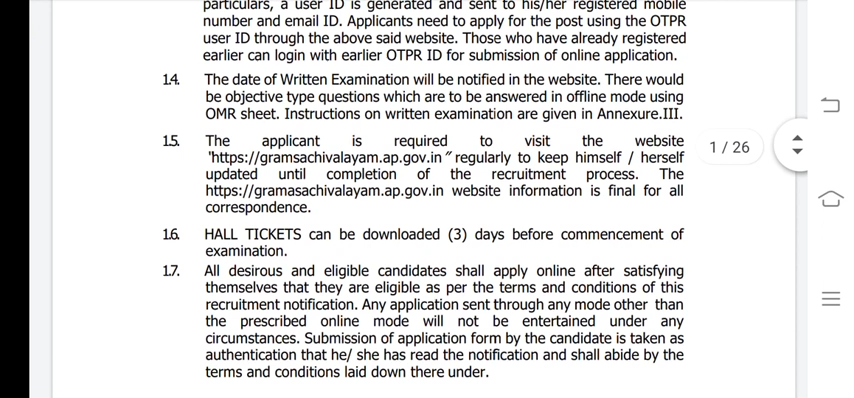 particulars, a user ID is generated and sent to his/her registered mobile
number and email ID. Applicants need to apply for the post using the OTPR
user ID through the above said website. Those who have already registered
earlier can login with earlier OTPR ID for submission of online application.
1.4. The date of Written Examination will be notified in the website. There would
be objective type questions which are to be answered in offline mode using
OMR sheet. Instructions on written examination are given in Annexure.III.
1.5. The applicant is required to visit the website
'https://gramsachivalayam.ap.gov.in" regularly to keep himself / herself
updated until completion of the recruitment process. The
https://gramasachivalayam.ap.gov.in website information is final for all
correspondence.
1 / 26
1.6. HALL TICKETS can be downloaded (3) days before commencement of
examination.
1.7. All desirous and eligible candidates shall apply online after satisfying
themselves that they are eligible as per the terms and conditions of this
recruitment notification. Any application sent through any mode other than
the prescribed online mode will not be entertained under any
circumstances. Submission of application form by the candidate is taken as
authentication that he/ she has read the notification and shall abide by the
terms and conditions laid down there under.